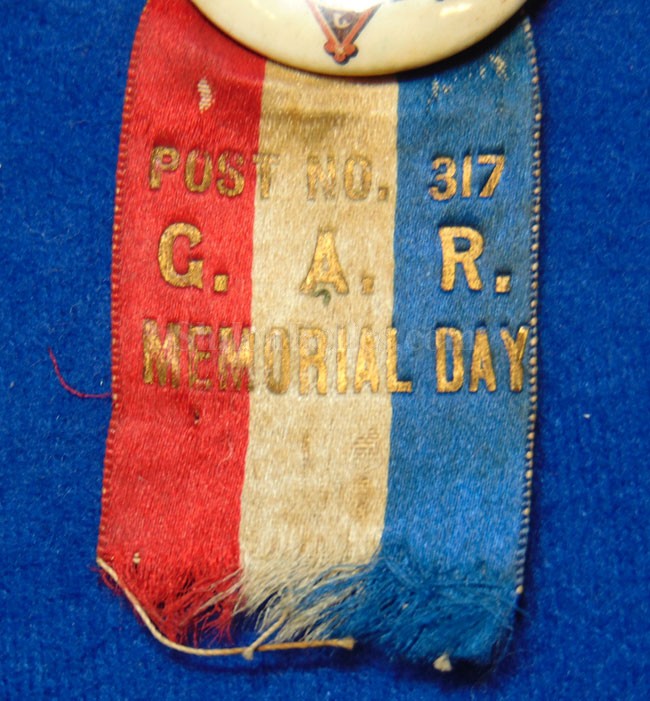 POST NO. 317
G. A. R.
MEMORIAL DAY